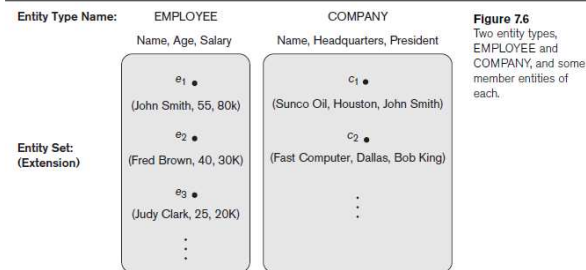 Entity Type Name: EMPLOYEE COMPANY
Name, Age, Salary Name, Headquarters, President
Figure 7.6
Two entity types,
EMPLOYEE and
COMPANY, and some
member entities of
each.
Entity Set:
(Extension)
e1 •
(John Smith, 55, 80k)
e2 •
(Fred Brown, 40, 30K)
e3 •
(Judy Clark, 25, 20K)
c1 •
(Sunco Oil, Houston, John Smith)
c2 •
(Fast Computer, Dallas, Bob King)